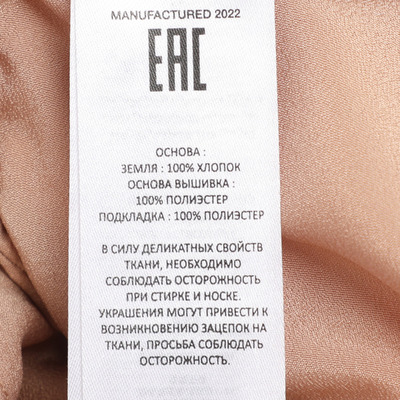 MANUFACTURED 2022
EAC
ОСНОВА :
ЗЕМЛЯ : 100% ХЛОПОК
ОСНОВА ВЫШИВКА :
100% ПОЛИЭСТЕР
ПОДКЛАДКА : 100% ПОЛИЭСТЕР
В СИЛУ ДЕЛИКАТНЫХ СВОЙСТВ
ТКАНИ, НЕОБХОДИМО
СОБЛЮДАТЬ ОСТОРОЖНОСТЬ
ПРИ СТИРКЕ И НОСКЕ.
УКРАШЕНИЯ МОГУТ ПРИВЕСТИ К
ВОЗНИКНОВЕНИЮ ЗАЦЕПОК НА
ТКАНИ, ПРОСЬБА СОБЛЮДАТЬ
ОСТОРОЖНОСТЬ.